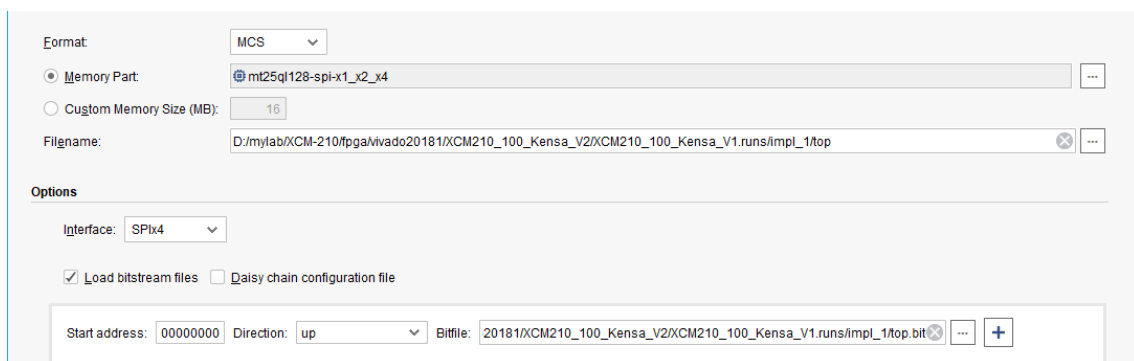 Format: MCS
Memory Part: mt25ql128-spi-x1_x2_x4 ...
Custom Memory Size (MB): 16
Filename: D:/mylab/XCM-210/fpga/vivado20181/XCM210_100_Kensa_V2/XCM210_100_Kensa_V1.runs/impl_1/top ...
Options
Interface: SPIx4
Load bitstream files Daisy chain configuration file
Start address: 00000000 Direction: up Bitfile: 20181/XCM210_100_Kensa_V2/XCM210_100_Kensa_V1.runs/impl_1/top.bit ... +